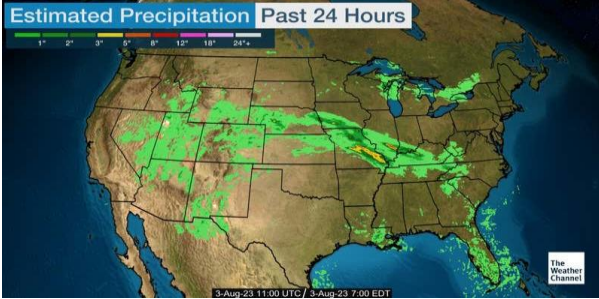 Estimated Precipitation Past 24 Hours
1" 2" 3" 5" 8" 12" 18" 24"+
The
Weather
Channel
3-Aug-23 11:00 UTC / 3-Aug-23 7:00 EDT